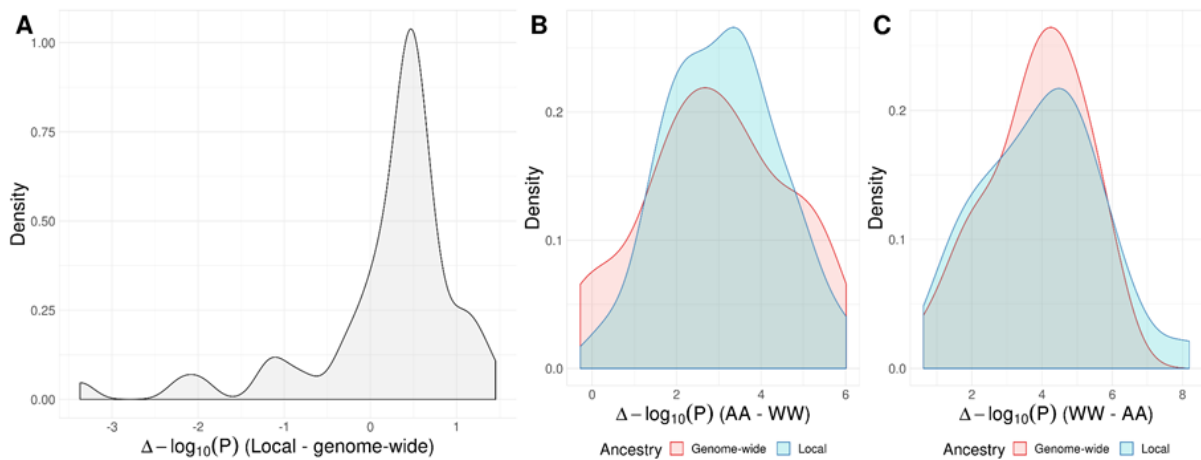 A
1.00
0.75
0.50
0.25
0.00
Density
-3 -2 -1 0 1
Δ−log₁₀(P) (Local - genome-wide)
B
0.2
0.1
0.0
Density
0 2 4 6
Δ−log₁₀(P) (AA - WW)
Ancestry Genome-wide Local
C
0.2
0.1
0.0
Density
2 4 6 8
Δ−log₁₀(P) (WW - AA)
Ancestry Genome-wide Local